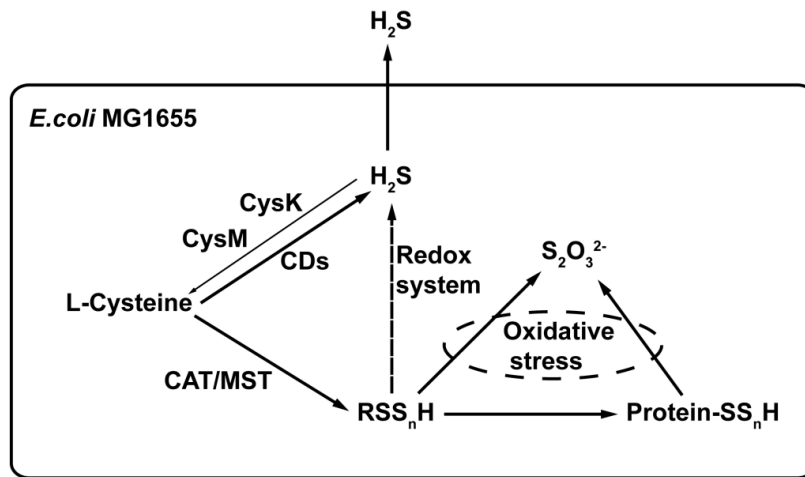 H₂S
E.coli MG1655
H₂S
CysK
CysM
CDs
Redox
system
S₂O₃²⁻
L-Cysteine
Oxidative
stress
CAT/MST
RSSₙH
Protein-SSₙH